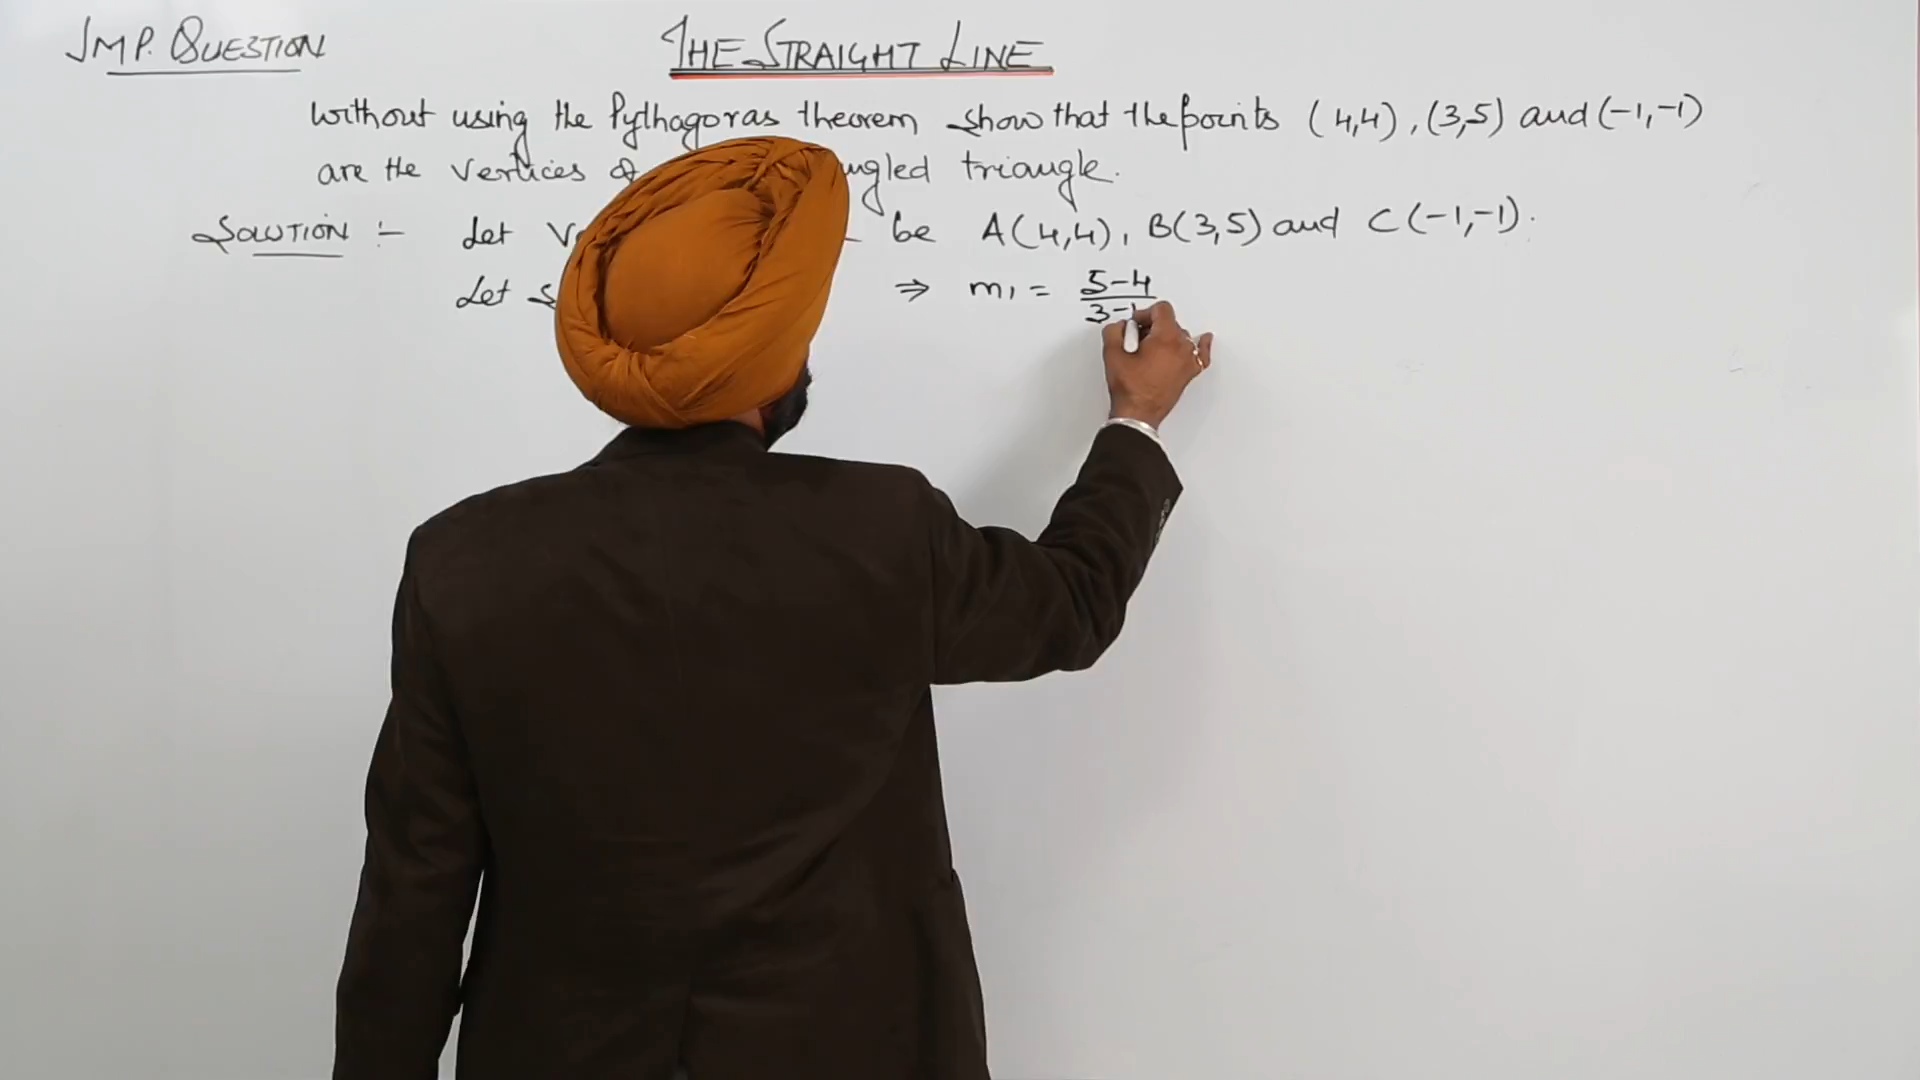 IMP. QUESTION
THE STRAIGHT LINE
without using the Pythagoras theorem show that the points (4,4), (3,5) and (-1,-1)
are the vertices of triangle.
SOLUTION :- Let be A(4,4), B(3,5) and C(-1,-1).
Let ⇒ m1 = 5-4
3-